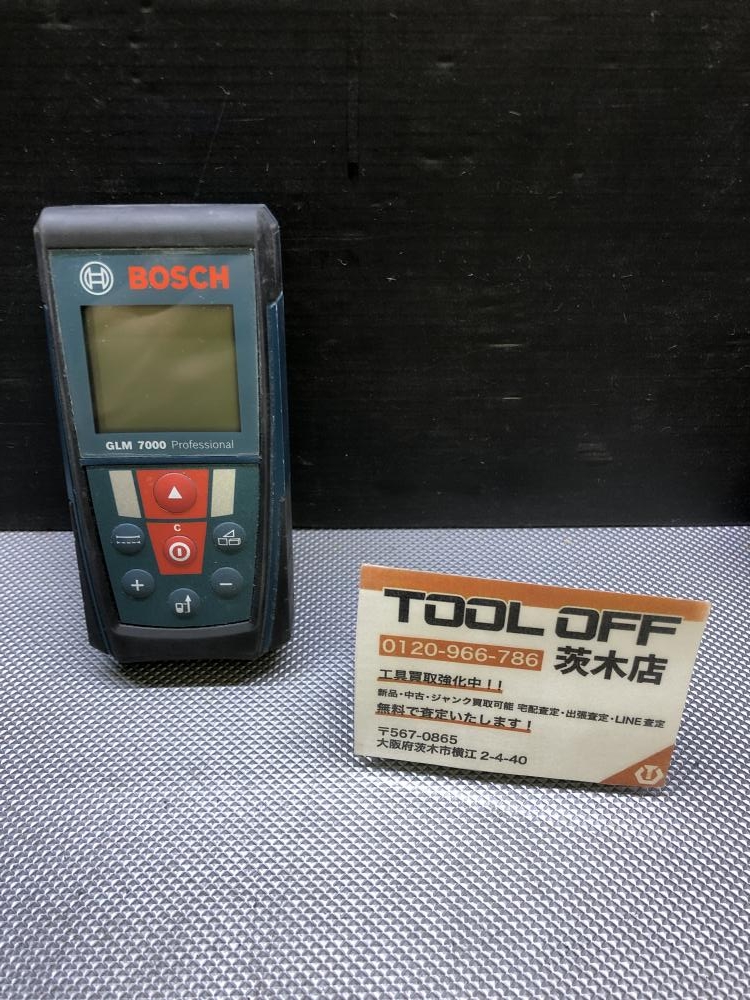 BOSCH
GLM 7000 Professional
C
+
−
TOOL OFF
0120-966-786 茨木店
工具買取強化中！！
新品・中古・ジャンク買取可能 宅配査定・出張査定・LINE査定
無料で査定いたします！
〒567-0865
大阪府茨木市横江 2-4-40